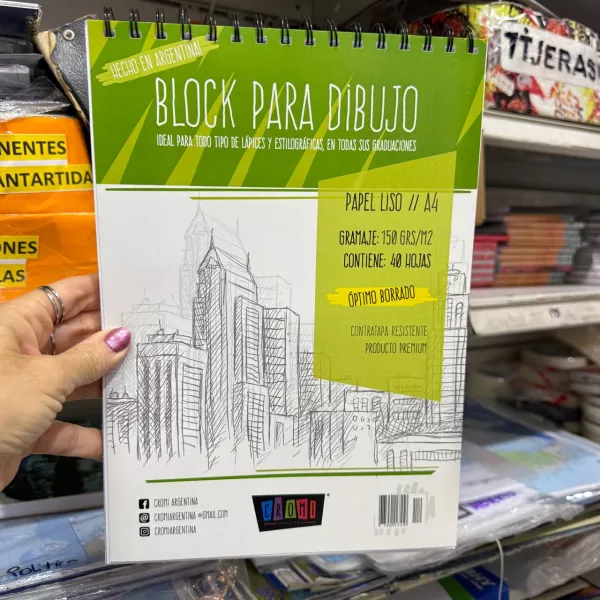 HECHO EN ARGENTINA!
BLOCK PARA DIBUJO
IDEAL PARA TODO TIPO DE LÁPICES Y ESTILOGRÁFICAS, EN TODAS SUS GRADUACIONES
PAPEL LISO // A4
GRAMAJE: 150 GRS/M2
CONTIENE: 40 HOJAS
ÓPTIMO BORRADO
CONTRATAPA RESISTENTE
PRODUCTO PREMIUM
CROMI ARGENTINA
CROMIARGENTINA@GMAIL.COM
CROMIARGENTINA
CROMI
NENTES
ANTARTIDA
ONES
LAS
TIJERAS
Politico